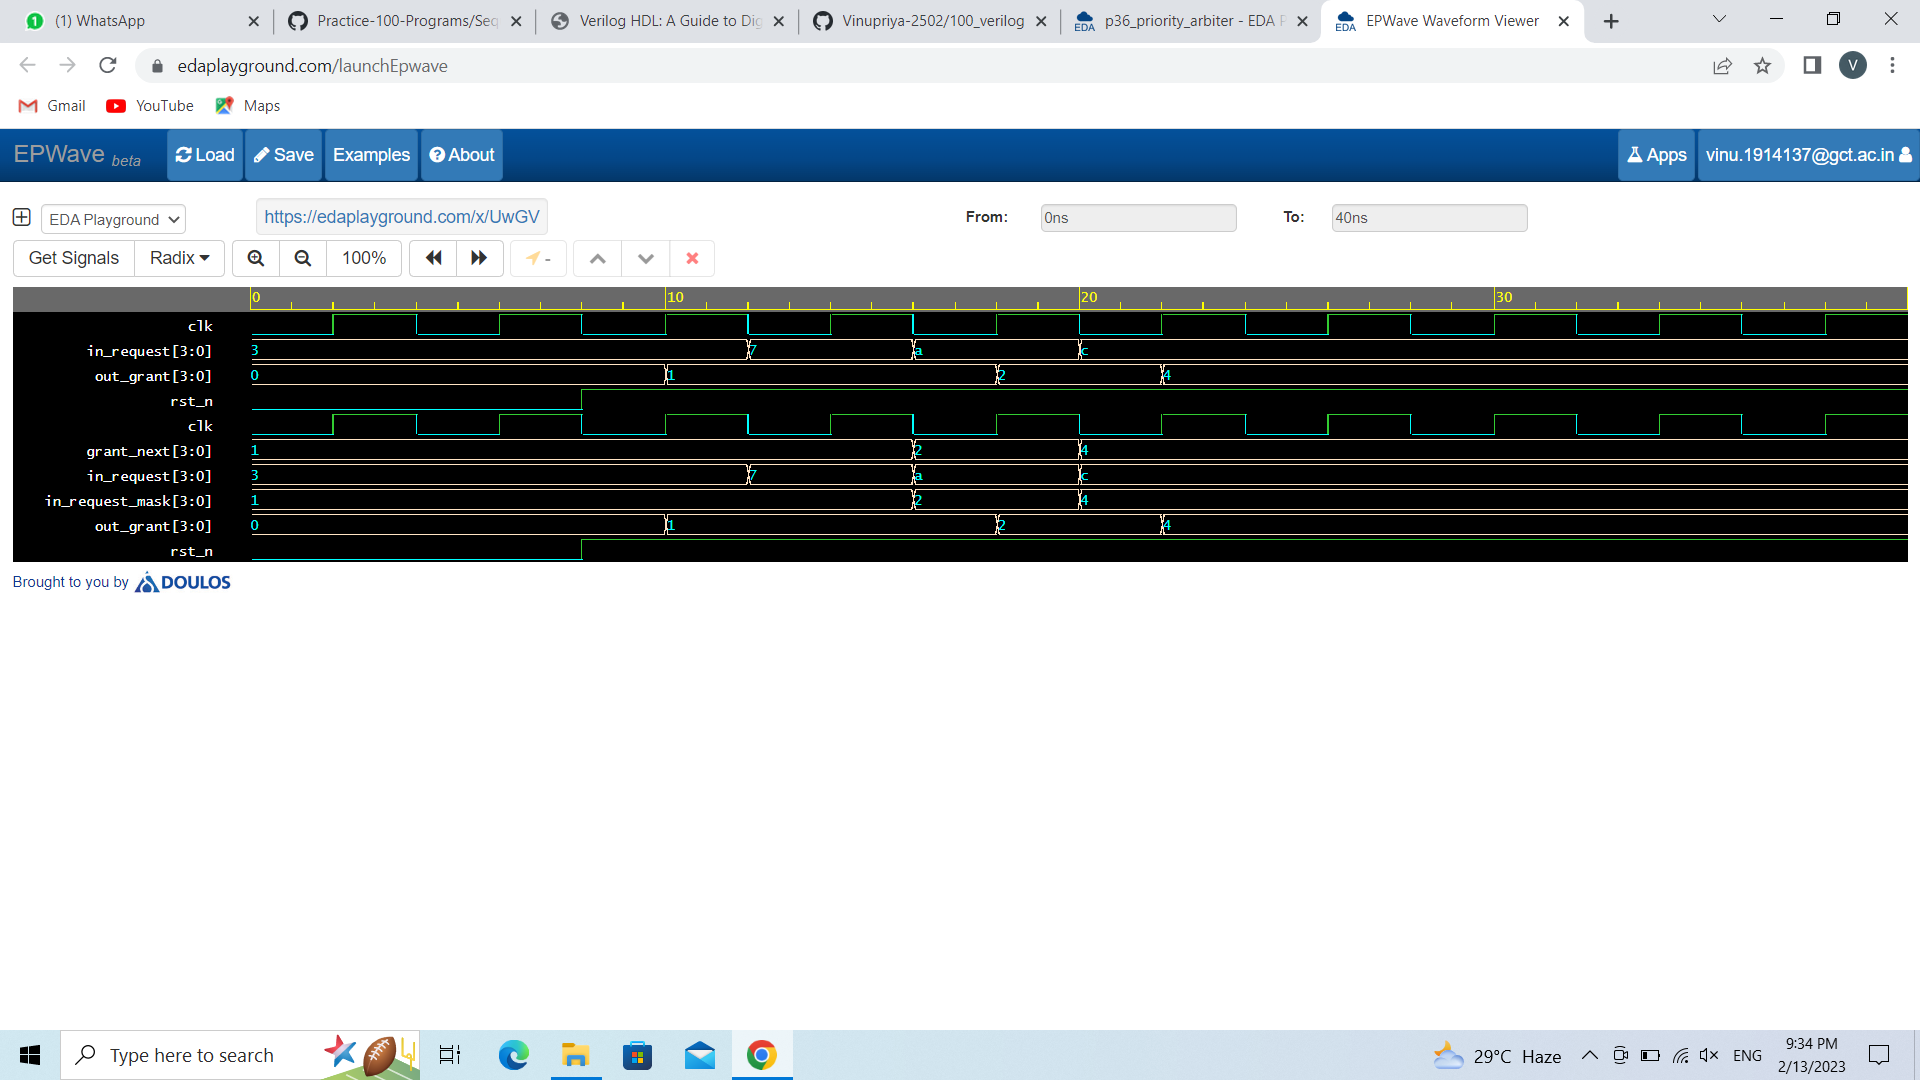 (1) WhatsApp
Practice-100-Programs/Seq
Verilog HDL: A Guide to Dig
Vinupriya-2502/100_verilog
EDA p36_priority_arbiter - EDA P
EDA EPWave Waveform Viewer
edaplayground.com/launchEpwave
V
Gmail YouTube Maps
EPWave beta Load Save Examples About Apps vinu.1914137@gct.ac.in
EDA Playground https://edaplayground.com/x/UwGV From: 0ns To: 40ns
Get Signals Radix 100% -
0 10 20 30
clk
in_request[3:0] 3 7 a c
out_grant[3:0] 0 1 2 4
rst_n
clk
grant_next[3:0] 1 2 4
in_request[3:0] 3 7 a c
in_request_mask[3:0] 1 2 4
out_grant[3:0] 0 1 2 4
rst_n
Brought to you by DOULOS
Type here to search
29°C Haze
ENG
9:34 PM
2/13/2023